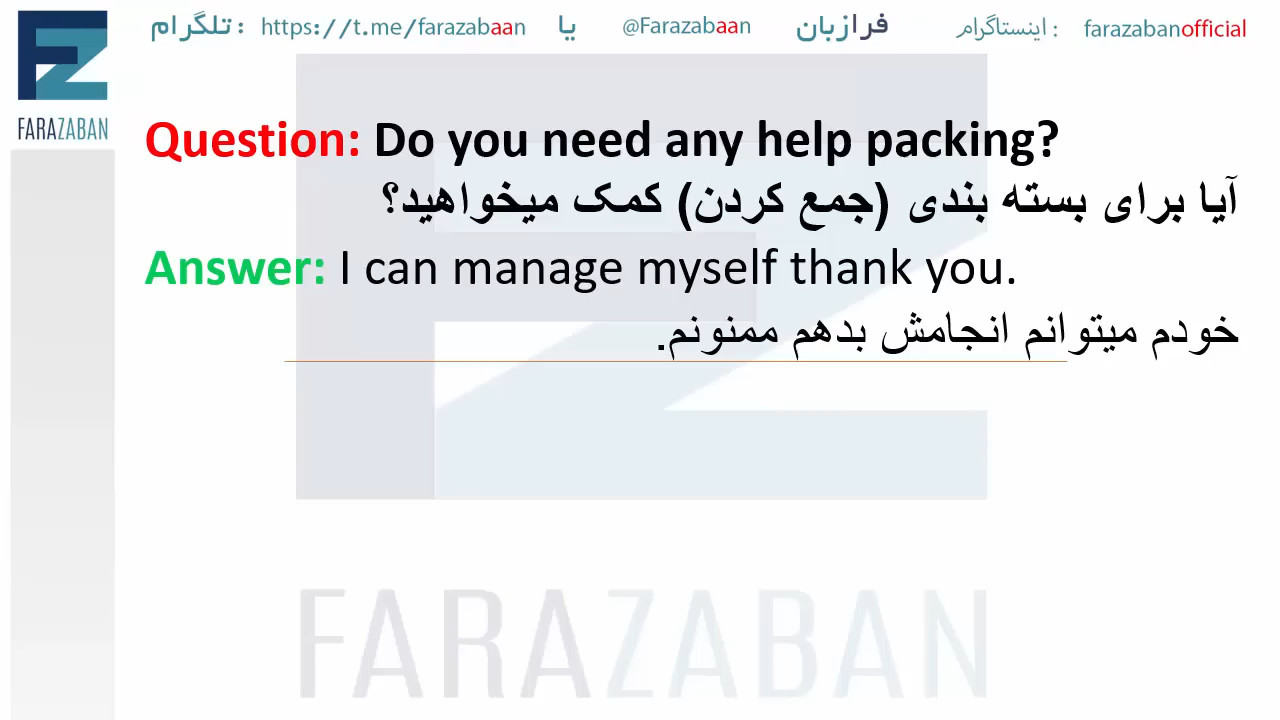 تلگرام : https://t.me/farazabaan یا @Farazabaan فرازبان اینستاگرام : farazabanofficial
FZ
FARAZABAN
Question: Do you need any help packing?
آیا برای بسته بندی (جمع کردن) کمک میخواهید؟
Answer: I can manage myself thank you.
خودم میتوانم انجامش بدهم ممنونم.
FARAZABAN